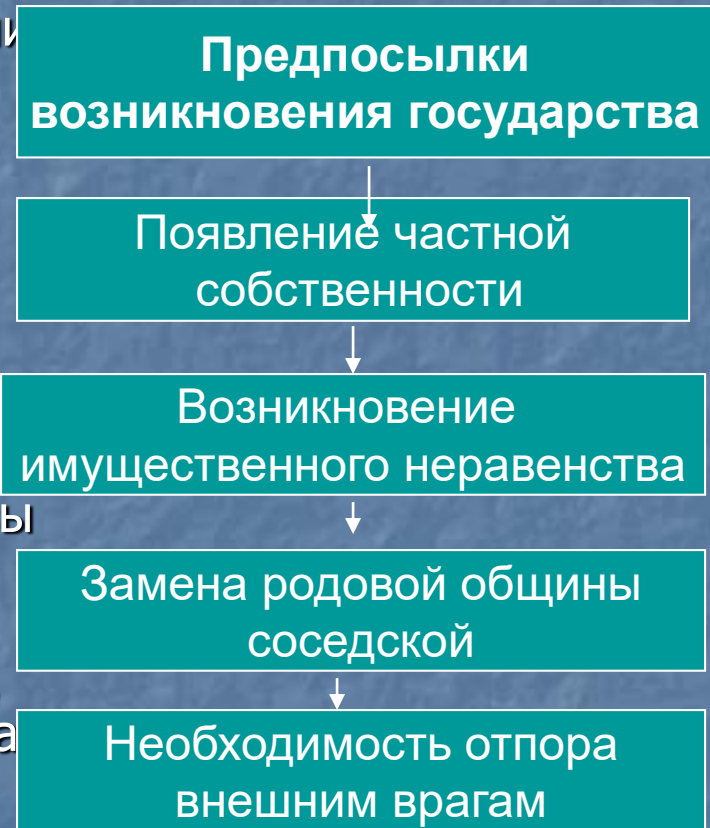 Предпосылки
возникновения государства
Появление частной
собственности
Возникновение
имущественного неравенства
Замена родовой общины
соседской
Необходимость отпора
внешним врагам